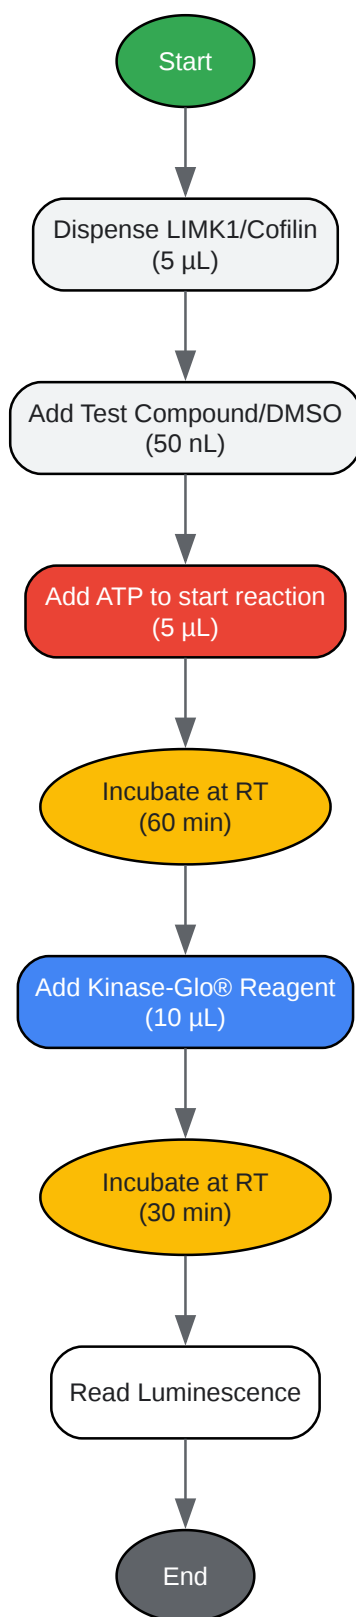 Start
Dispense LIMK1/Cofilin
(5 µL)
Add Test Compound/DMSO
(50 nL)
Add ATP to start reaction
(5 µL)
Incubate at RT
(60 min)
Add Kinase-Glo® Reagent
(10 µL)
Incubate at RT
(30 min)
Read Luminescence
End